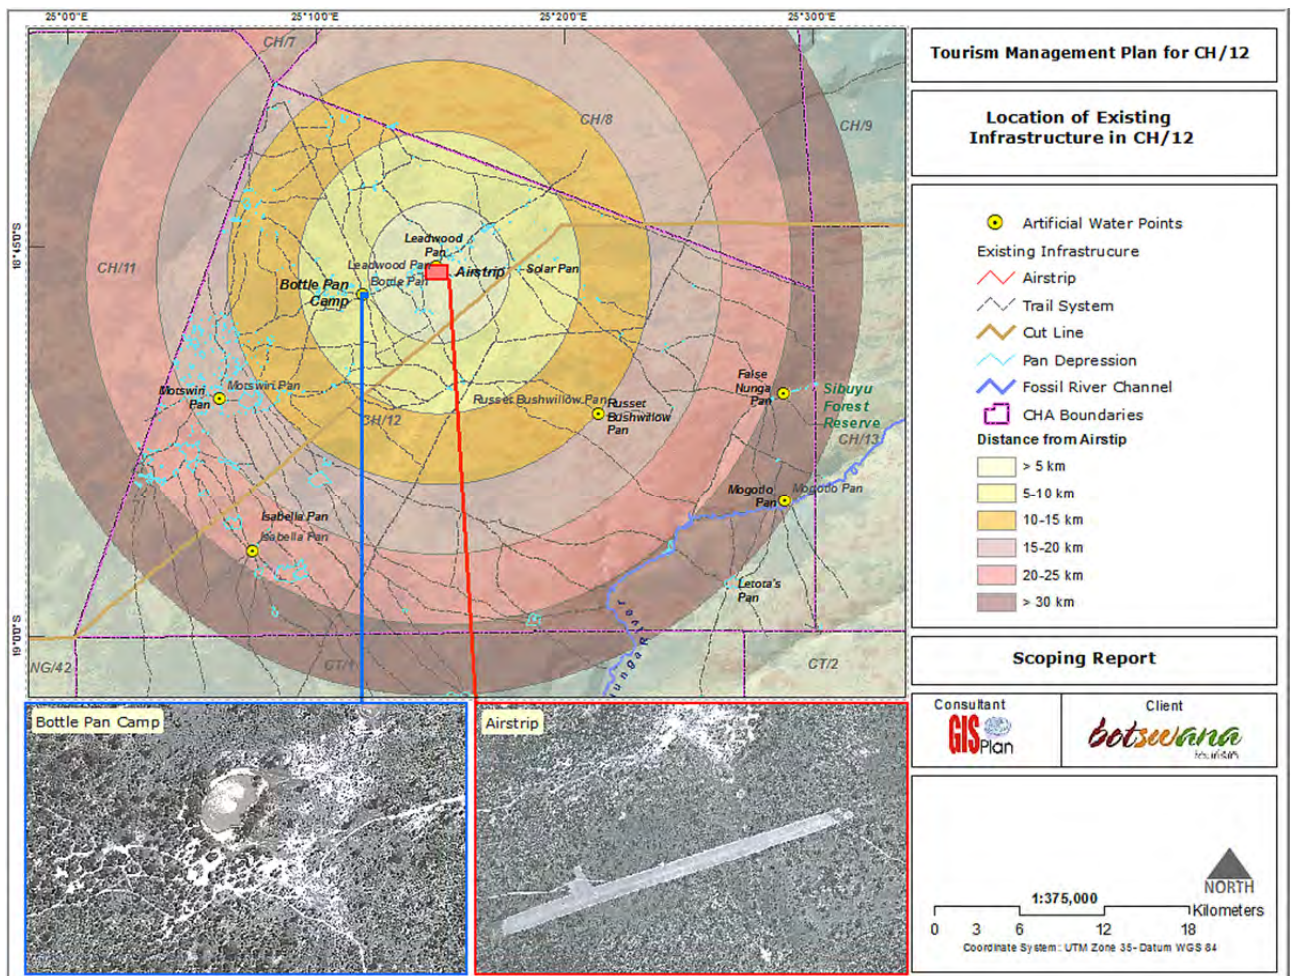 25°00'E
25°10'0"E
25°20'0"E
25°30'0"E
18°45'0"S
19°0'0"S
CH/7
CH/8
CH/9
CH/11
Leadwood
Pan
Leadwood Pan
Airstrip
Solar Pan
Bottle Pan
Bottle Pan
Camp
Motswiri
Pan
Motswiri Pan
CH/12
Russet Bushwillow Pan
Russet
Bushwillow
Pan
False
Nunga
Pan
Sibuyu
Forest
Reserve
CH/13
Mogotlo
Pan
Mogotlo Pan
Isabella Pan
Isabella Pan
Letota's
Pan
NG/42
CT/1
CT/2
Bottle Pan Camp
Airstrip
Tourism Management Plan for CH/12
Location of Existing
Infrastructure in CH/12
Artificial Water Points
Existing Infrastrucure
Airstrip
Trail System
Cut Line
Pan Depression
Fossil River Channel
CHA Boundaries
Distance from Airstip
> 5 km
5-10 km
10-15 km
15-20 km
20-25 km
> 30 km
Scoping Report
Consultant
GIS Plan
Client
botswana
tourism
NORTH
1:375,000
Kilometers
0 3 6 12 18
Coordinate System: UTM Zone 35- Datum WGS 84